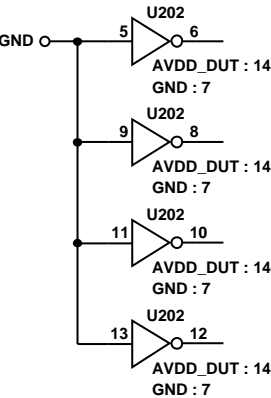 U202
GND 5 6
AVDD_DUT : 14
GND : 7
U202
9 8
AVDD_DUT : 14
GND : 7
U202
11 10
AVDD_DUT : 14
GND : 7
U202
13 12
AVDD_DUT : 14
GND : 7